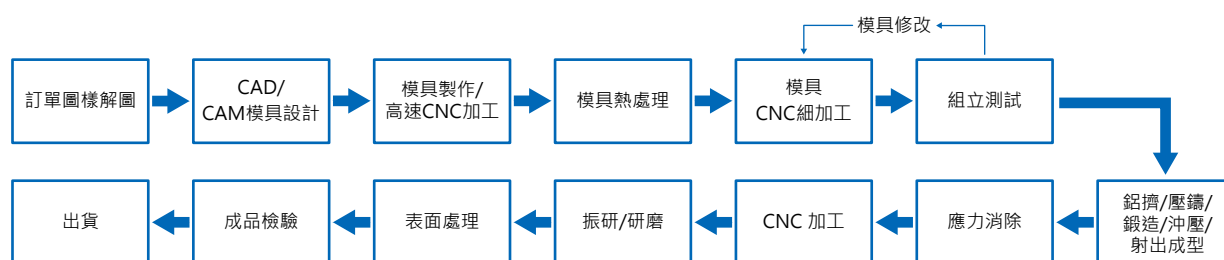 模具修改
訂單圖樣解圖
CAD/
CAM模具設計
模具製作/
高速CNC加工
模具熱處理
模具
CNC細加工
組立測試
出貨
成品檢驗
表面處理
振研/研磨
CNC 加工
應力消除
鋁擠/壓鑄/
鍛造/沖壓/
射出成型